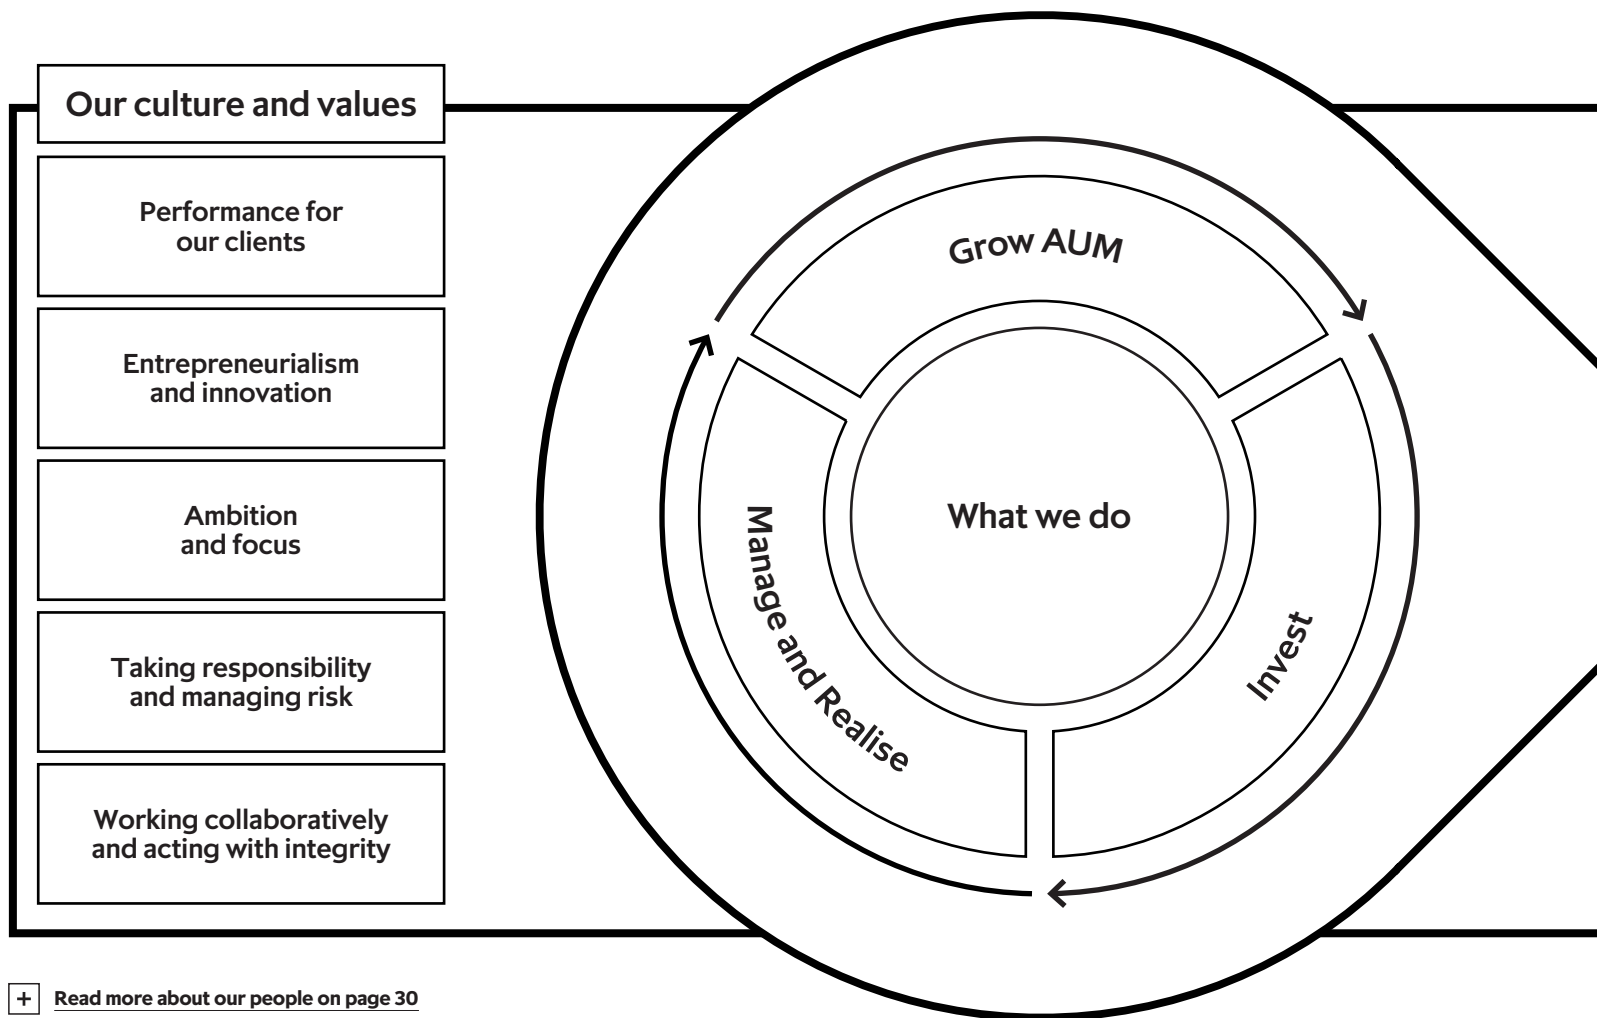 Our culture and values
Performance for
our clients
Entrepreneurialism
and innovation
Ambition
and focus
Taking responsibility
and managing risk
Working collaboratively
and acting with integrity
Grow AUM
What we do
Invest
Manage and Realise
+ Read more about our people on page 30